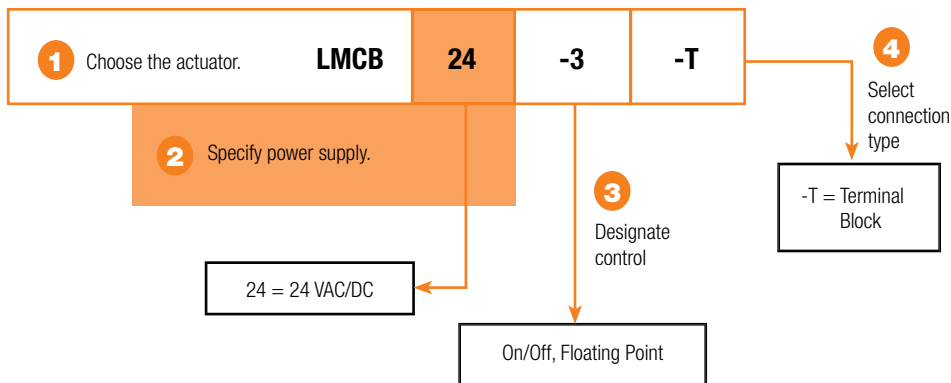 1 Choose the actuator. LMCB 24 -3 -T
2 Specify power supply.
4
Select
connection
type
-T = Terminal
Block
3
Designate
control
24 = 24 VAC/DC
On/Off, Floating Point